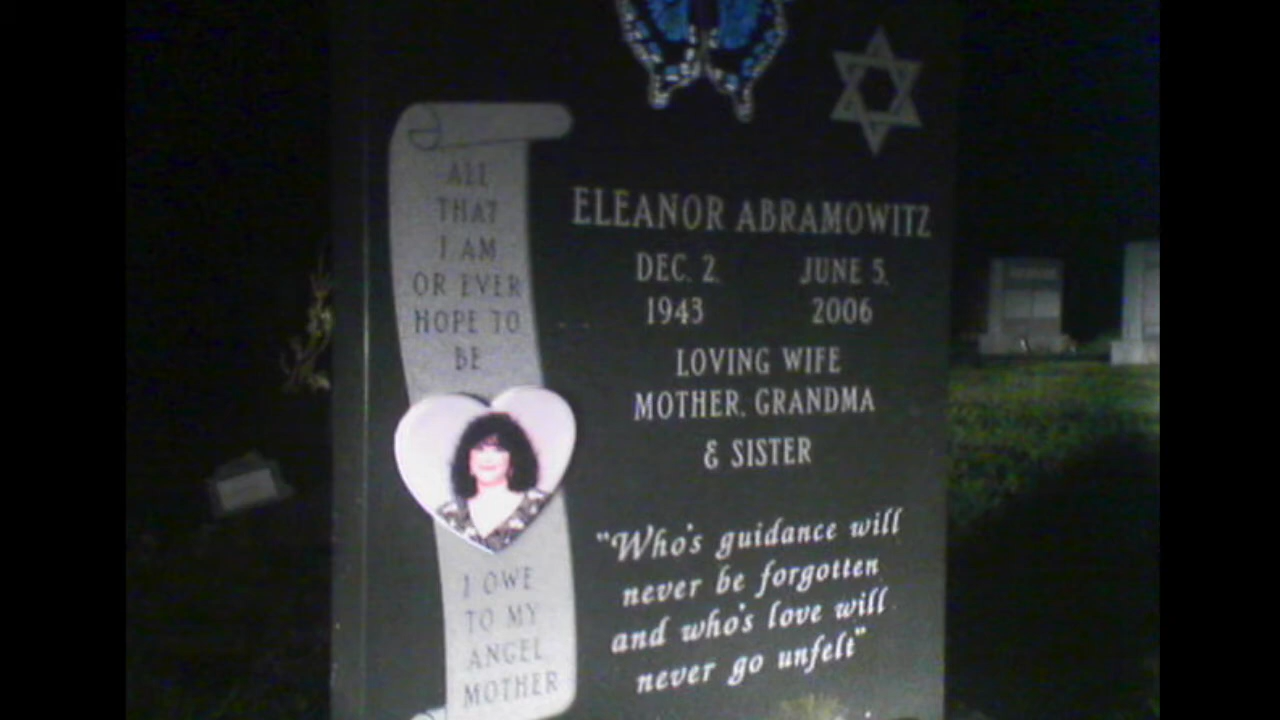 ALL
THAT
I AM
OR EVER
HOPE TO
BE
I OWE
TO MY
ANGEL
MOTHER
ELEANOR ABRAMOWITZ
DEC. 2, JUNE 5,
1943 2006
LOVING WIFE
MOTHER, GRANDMA
& SISTER
"Who's guidance will
never be forgotten
and who's love will
never go unfelt"